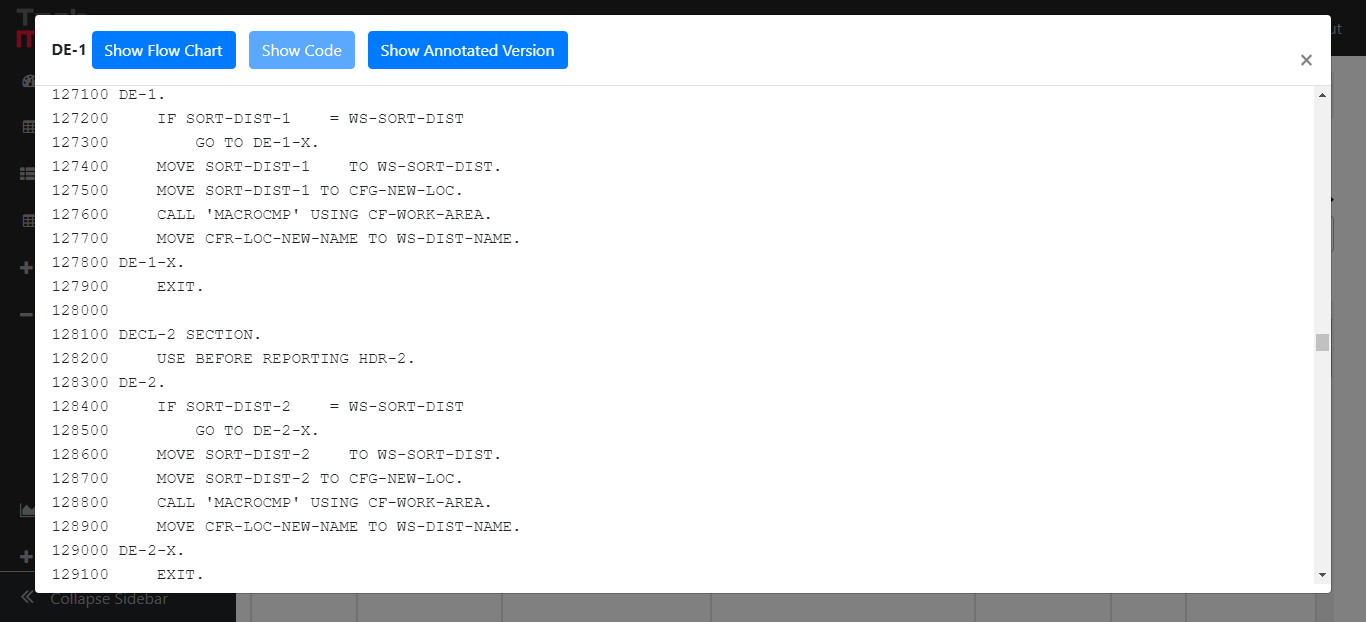 DE-1 Show Flow Chart Show Code Show Annotated Version ×
127100 DE-1.
127200     IF SORT-DIST-1    = WS-SORT-DIST
127300         GO TO DE-1-X.
127400     MOVE SORT-DIST-1    TO WS-SORT-DIST.
127500     MOVE SORT-DIST-1 TO CFG-NEW-LOC.
127600     CALL 'MACROCMP' USING CF-WORK-AREA.
127700     MOVE CFR-LOC-NEW-NAME TO WS-DIST-NAME.
127800 DE-1-X.
127900     EXIT.
128000
128100 DECL-2 SECTION.
128200     USE BEFORE REPORTING HDR-2.
128300 DE-2.
128400     IF SORT-DIST-2    = WS-SORT-DIST
128500         GO TO DE-2-X.
128600     MOVE SORT-DIST-2    TO WS-SORT-DIST.
128700     MOVE SORT-DIST-2 TO CFG-NEW-LOC.
128800     CALL 'MACROCMP' USING CF-WORK-AREA.
128900     MOVE CFR-LOC-NEW-NAME TO WS-DIST-NAME.
129000 DE-2-X.
129100     EXIT.
Collapse Sidebar